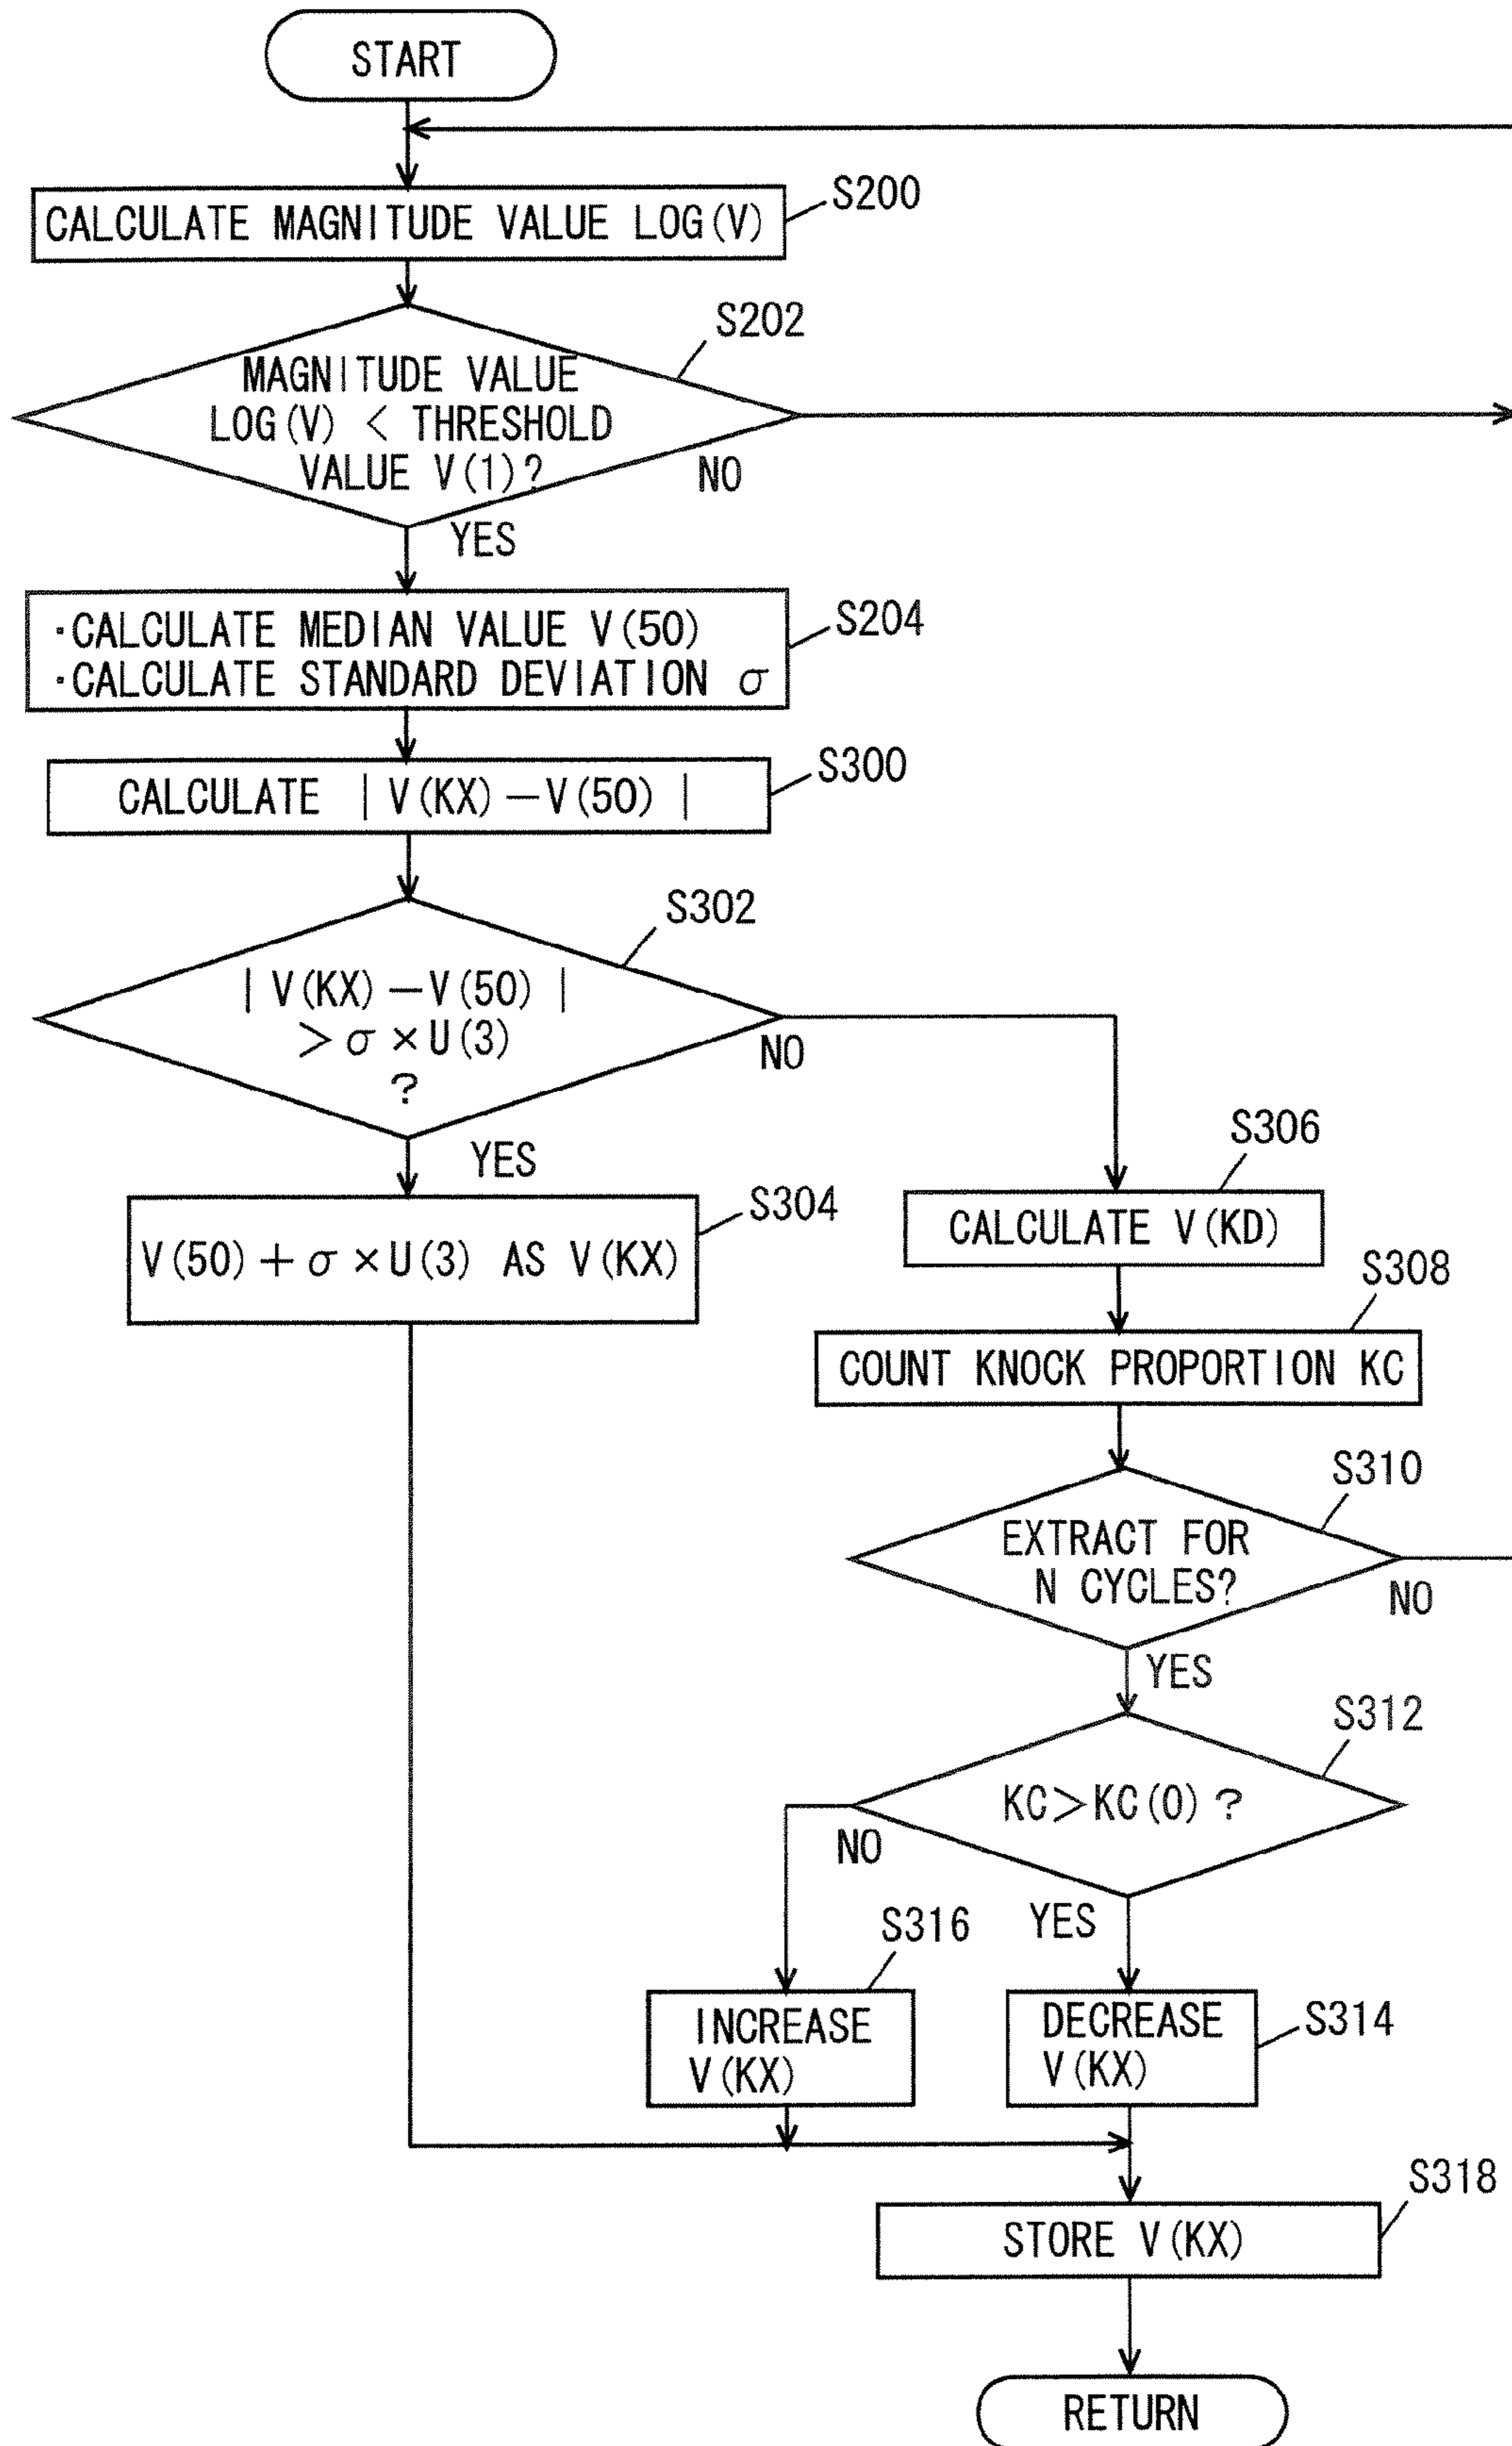 START
CALCULATE MAGNITUDE VALUE LOG(V)
S200
MAGNITUDE VALUE
LOG(V) < THRESHOLD
VALUE V(1)?
S202
NO
YES
·CALCULATE MEDIAN VALUE V(50)
·CALCULATE STANDARD DEVIATION σ
S204
CALCULATE |V(KX)−V(50)|
S300
|V(KX)−V(50)|
>σ×U(3)
?
S302
NO
YES
V(50)+σ×U(3) AS V(KX)
S304
CALCULATE V(KD)
S306
COUNT KNOCK PROPORTION KC
S308
EXTRACT FOR
N CYCLES?
S310
NO
YES
KC>KC(0)?
S312
NO
YES
INCREASE
V(KX)
S316
DECREASE
V(KX)
S314
STORE V(KX)
S318
RETURN